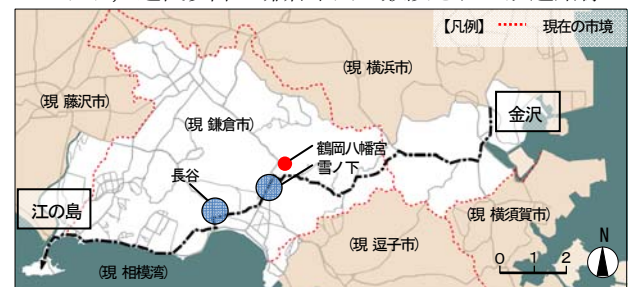 【凡例】 現在の市境
(現 横浜市)
(現 藤沢市)
(現 鎌倉市)
金沢
鶴岡八幡宮
雪ノ下
長谷
江の島
(現 横須賀市)
(現 逗子市)
(現 相模湾)
N
0 1 2